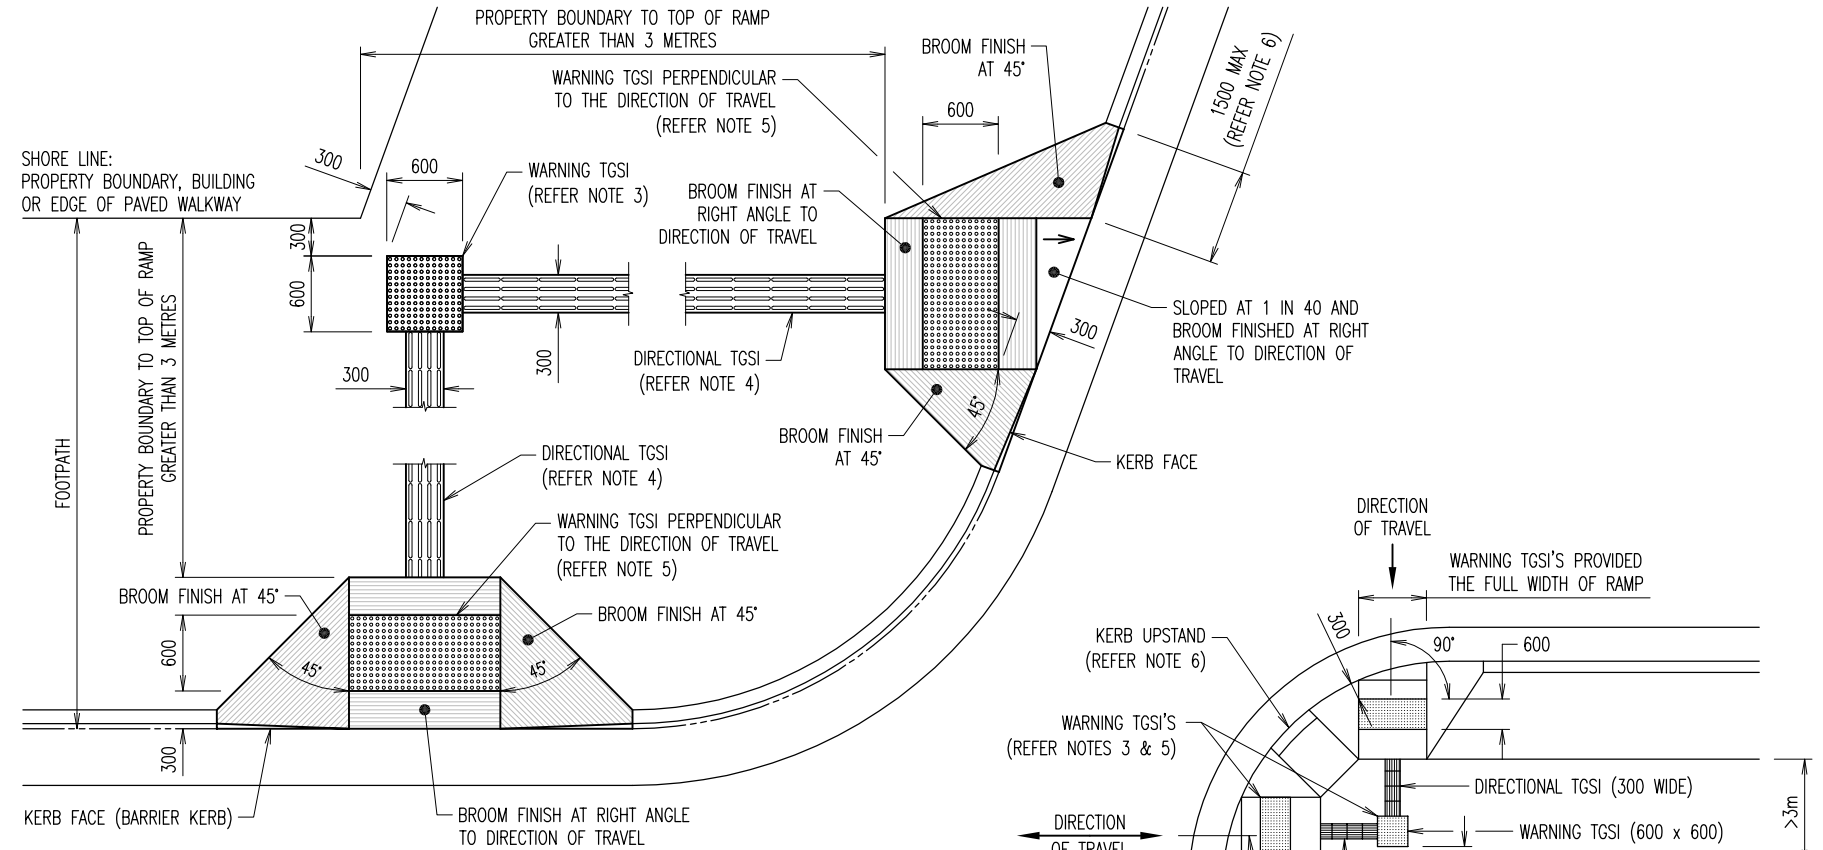 PROPERTY BOUNDARY TO TOP OF RAMP
GREATER THAN 3 METRES
BROOM FINISH
AT 45°
1500 MAX
(REFER NOTE 6)
WARNING TGSI PERPENDICULAR
TO THE DIRECTION OF TRAVEL
(REFER NOTE 5)
600
SHORE LINE:
PROPERTY BOUNDARY, BUILDING
OR EDGE OF PAVED WALKWAY
300
600
WARNING TGSI
(REFER NOTE 3)
BROOM FINISH AT
RIGHT ANGLE TO
DIRECTION OF TRAVEL
300
600
300
DIRECTIONAL TGSI
(REFER NOTE 4)
300
SLOPED AT 1 IN 40 AND
BROOM FINISHED AT RIGHT
ANGLE TO DIRECTION OF
TRAVEL
300
45°
BROOM FINISH
AT 45°
KERB FACE
FOOTPATH
PROPERTY BOUNDARY TO TOP OF RAMP
GREATER THAN 3 METRES
DIRECTIONAL TGSI
(REFER NOTE 4)
WARNING TGSI PERPENDICULAR
TO THE DIRECTION OF TRAVEL
(REFER NOTE 5)
BROOM FINISH AT 45°
BROOM FINISH AT 45°
600
45°
45°
300
KERB FACE (BARRIER KERB)
BROOM FINISH AT RIGHT ANGLE
TO DIRECTION OF TRAVEL
DIRECTION
OF TRAVEL
WARNING TGSI'S PROVIDED
THE FULL WIDTH OF RAMP
300
KERB UPSTAND
(REFER NOTE 6)
90°
600
WARNING TGSI'S
(REFER NOTES 3 & 5)
DIRECTIONAL TGSI (300 WIDE)
>3m
DIRECTION
OF TRAVEL
WARNING TGSI (600 x 600)